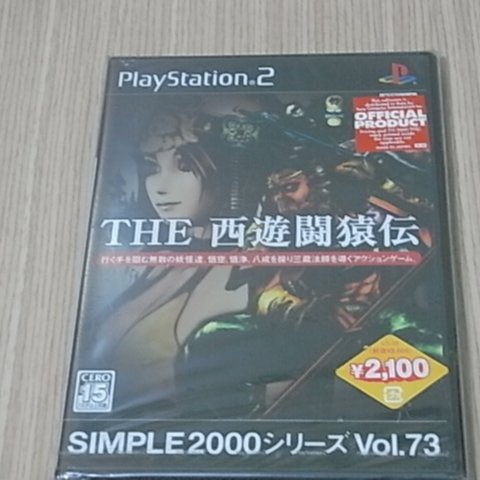 PlayStation®2
OFFICIAL
PRODUCT
THE 西遊闘猿伝
行く手を阻む無数の妖怪達、悟空、悟浄、八戒を操り三蔵法師を導くアクションゲーム。
¥2,100
CERO
15
SIMPLE2000シリーズ Vol.73